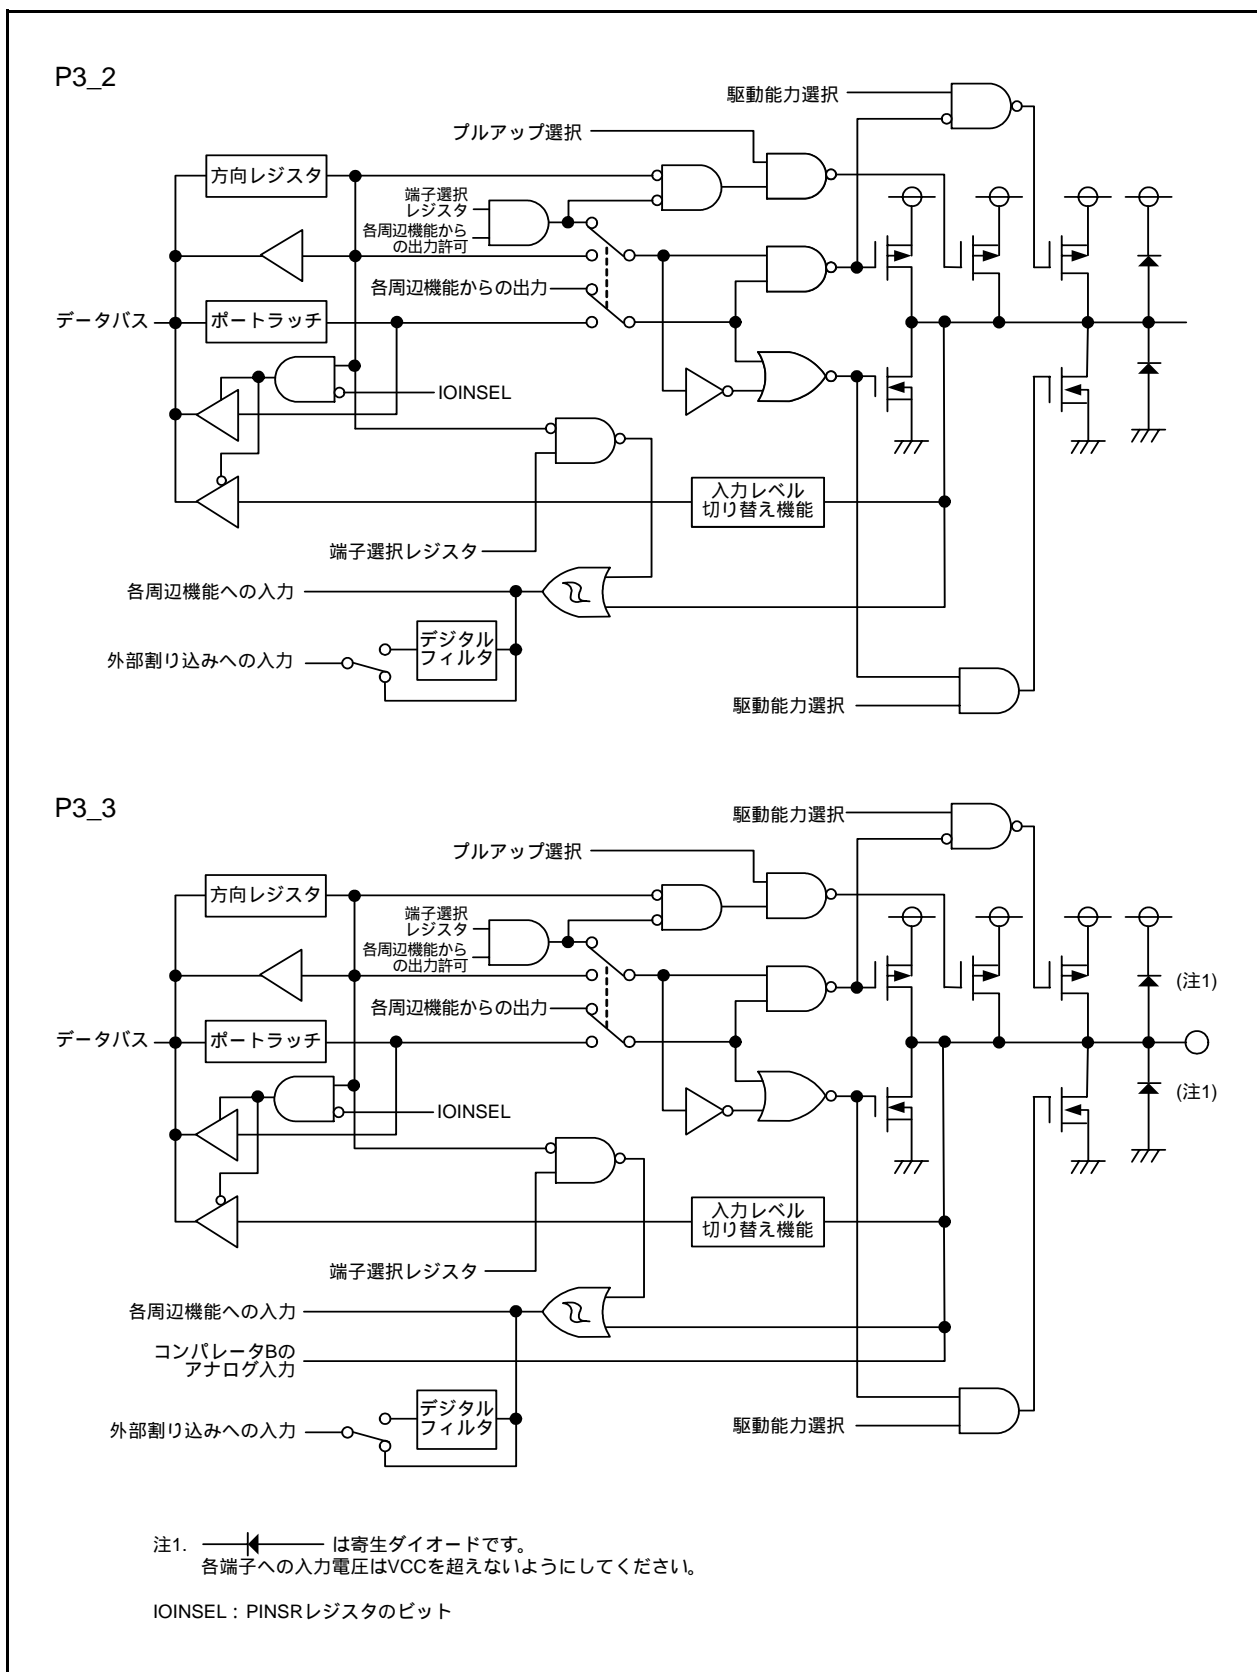 P3_2
駆動能力選択
プルアップ選択
方向レジスタ
端子選択
レジスタ
各周辺機能から
の出力許可
各周辺機能からの出力
データバス
ポートラッチ
IOINSEL
入力レベル
切り替え機能
端子選択レジスタ
各周辺機能への入力
デジタル
フィルタ
外部割り込みへの入力
駆動能力選択
P3_3
駆動能力選択
プルアップ選択
方向レジスタ
端子選択
レジスタ
各周辺機能から
の出力許可
(注1)
各周辺機能からの出力
データバス
ポートラッチ
(注1)
IOINSEL
入力レベル
切り替え機能
端子選択レジスタ
各周辺機能への入力
コンパレータBの
アナログ入力
デジタル
フィルタ
外部割り込みへの入力
駆動能力選択
注1. は寄生ダイオードです。
各端子への入力電圧はVCCを超えないようにしてください。
IOINSEL : PINSRレジスタのビット